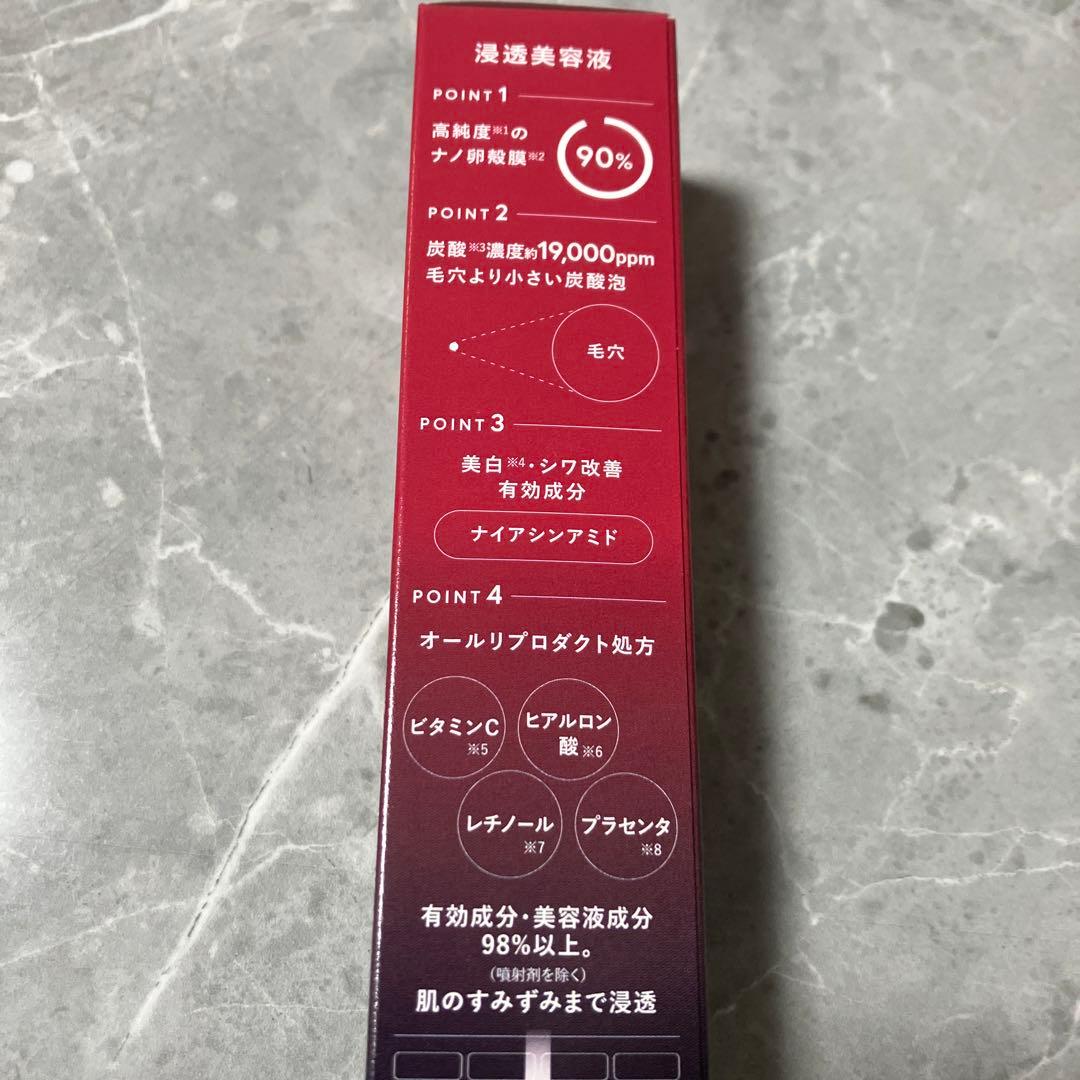 浸透美容液
POINT 1
高純度※1の
ナノ卵殻膜※2
90%
POINT 2
炭酸※3濃度約19,000ppm
毛穴より小さい炭酸泡
毛穴
POINT 3
美白※4・シワ改善
有効成分
ナイアシンアミド
POINT 4
オールリプロダクト処方
ビタミンC
※5
ヒアルロン
酸※6
レチノール
※7
プラセンタ
※8
有効成分・美容液成分
98%以上。
(噴射剤を除く)
肌のすみずみまで浸透